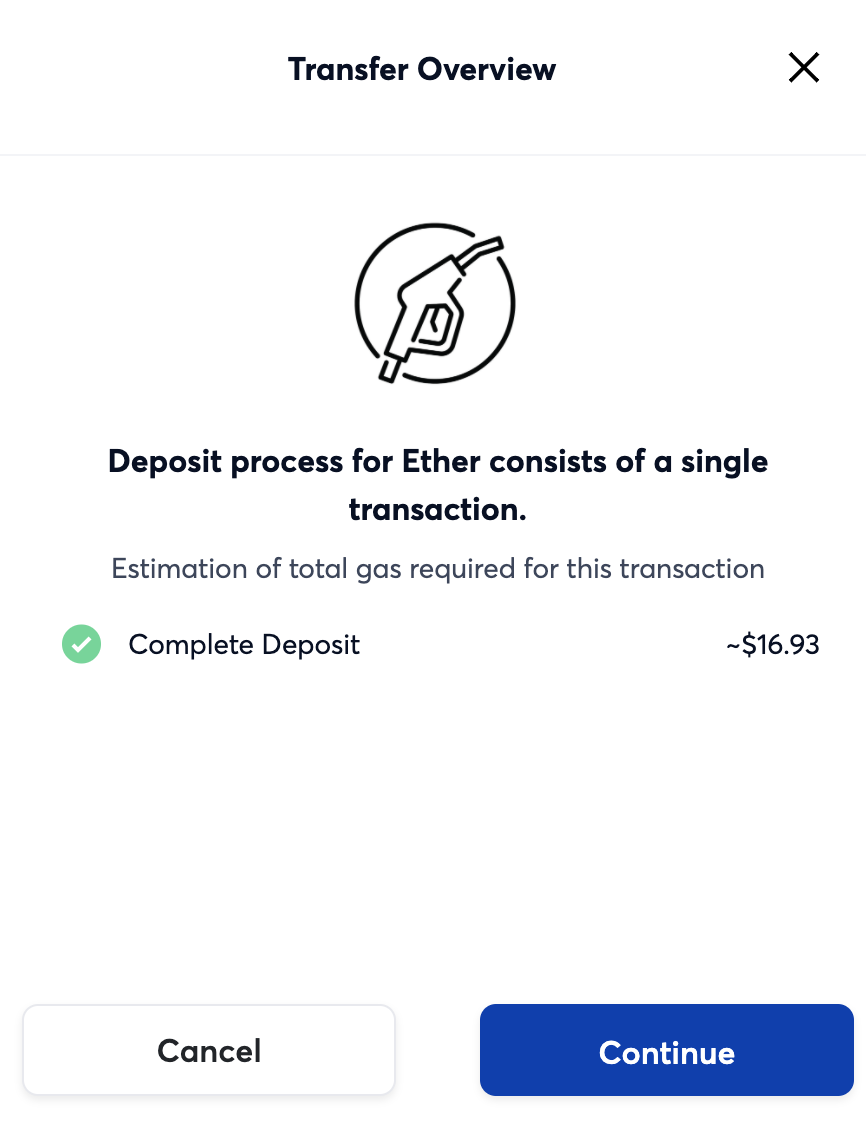 Transfer Overview
Deposit process for Ether consists of a single
transaction.
Estimation of total gas required for this transaction
Complete Deposit ~$16.93
Cancel Continue